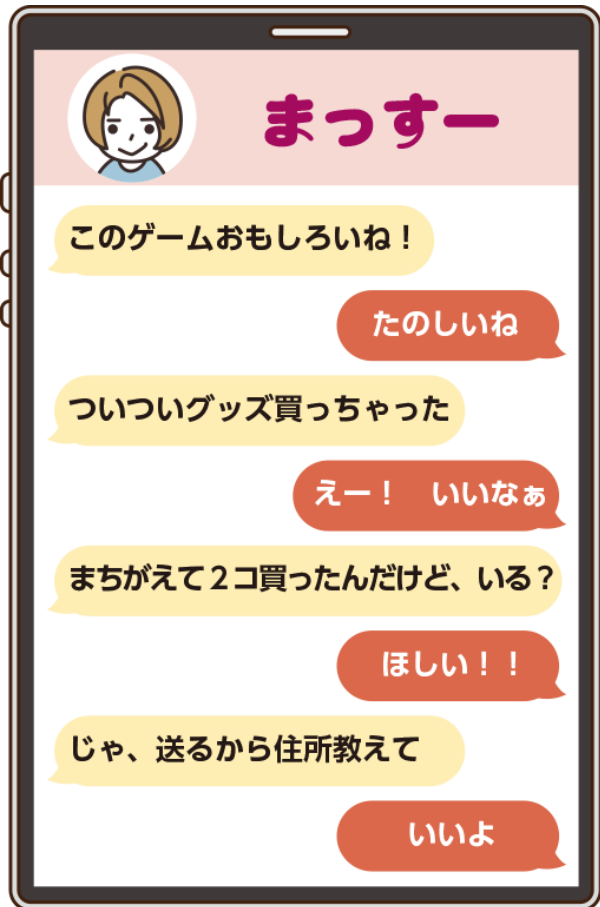 まっすー
このゲームおもしろいね！
たのしいね
ついついグッズ買っちゃった
えー！　いいなぁ
まちがえて２コ買ったんだけど、いる？
ほしい！！
じゃ、送るから住所教えて
いいよ